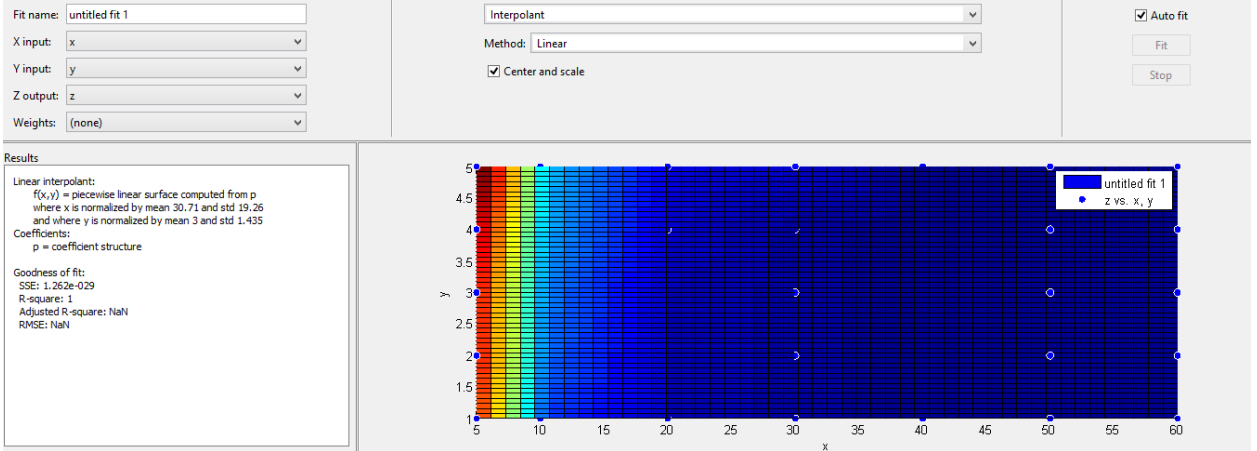 Fit name: untitled fit 1
X input: x
Y input: y
Z output: z
Weights: (none)
Interpolant
Method: Linear
Center and scale
Auto fit
Fit
Stop
Results
Linear interpolant:
f(x,y) = piecewise linear surface computed from p
where x is normalized by mean 30.71 and std 19.26
and where y is normalized by mean 3 and std 1.435
Coefficients:
p = coefficient structure
Goodness of fit:
SSE: 1.262e-029
R-square: 1
Adjusted R-square: NaN
RMSE: NaN
untitled fit 1
z vs. x, y
5
4.5
4
3.5
3
2.5
2
1.5
1
y
5 10 15 20 25 30 35 40 45 50 55 60
x